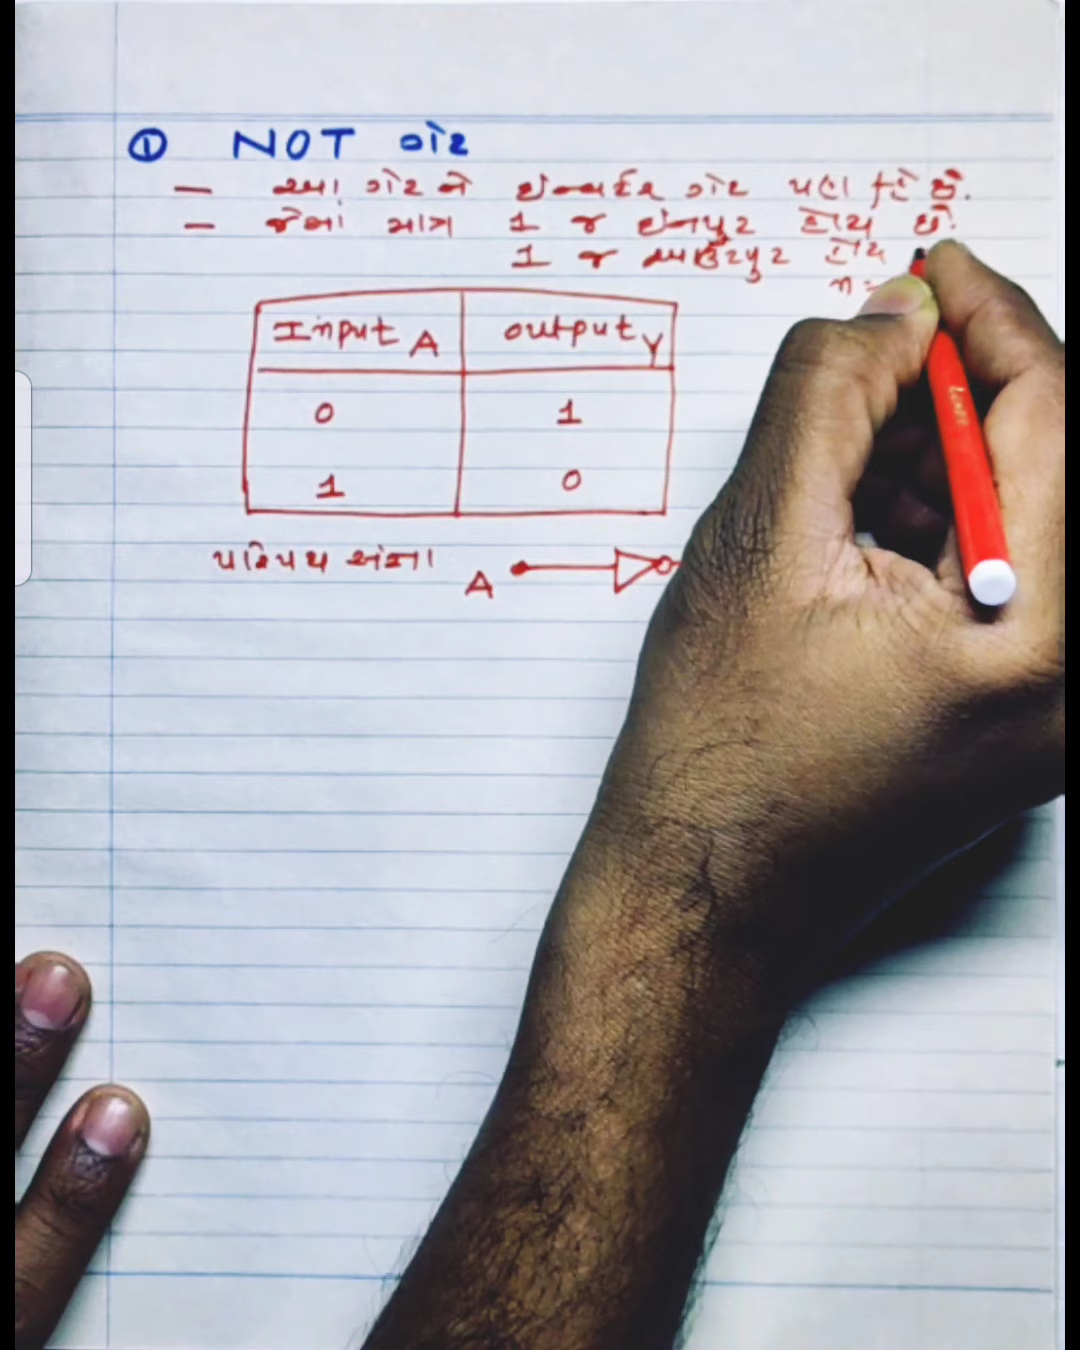 ① NOT ગેટ
— આ ગેટ ને ઇન્વર્ટર ગેટ પણ કહે છે.
— જેમાં માત્ર 1 જ ઇનપુટ હોય છે.
1 જ આઉટપુટ હોય
n=
Input A output Y
0 1
1 0
પરિપથ સંજ્ઞા A